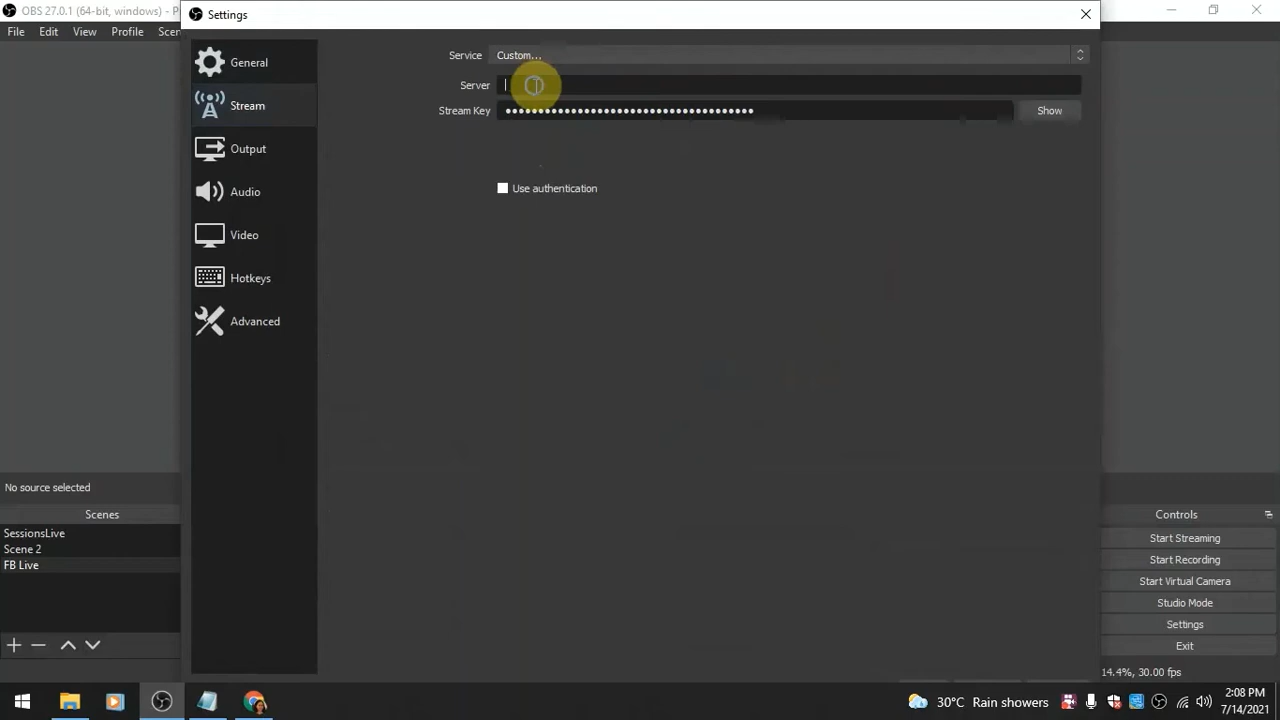 OBS 27.0.1 (64-bit, windows) - P
Settings
File Edit View Profile Scen
General
Stream
Output
Audio
Video
Hotkeys
Advanced
Service Custom...
Server
Stream Key Show
Use authentication
No source selected
Scenes
SessionsLive
Scene 2
FB Live
Controls
Start Streaming
Start Recording
Start Virtual Camera
Studio Mode
Settings
Exit
14.4%, 30.00 fps
30°C Rain showers
2:08 PM
7/14/2021